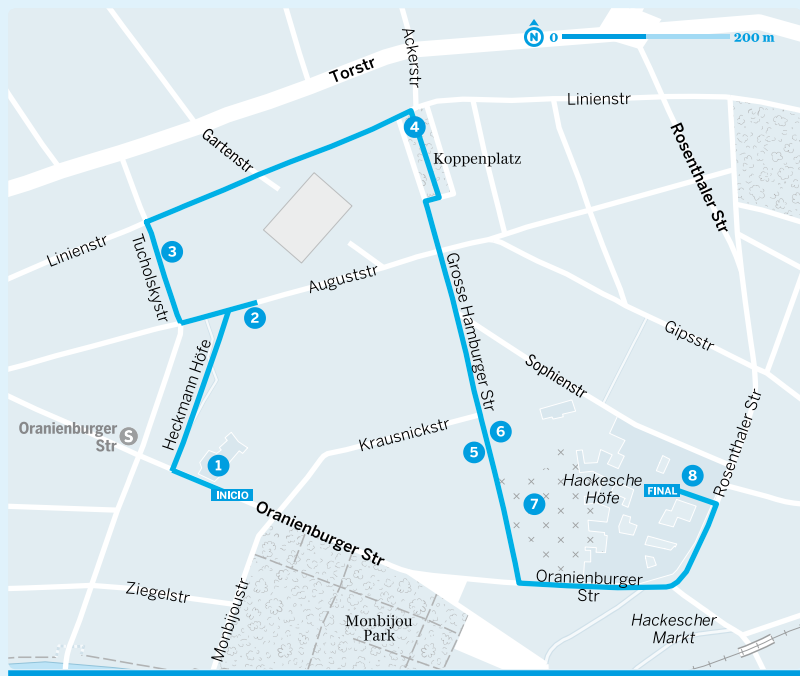 Ackerstr
N
0
200 m
Torstr
Linienstr
4
Gartenstr
Koppenplatz
Rosenthaler Str
Linienstr
Tucholskystr
3
Auguststr
Grosse Hamburger Str
2
Gipsstr
Heckmann Höfe
Sophienstr
Oranienburger
Str
S
Krausnickstr
Rosenthaler Str
6
5
1
INICIO
Hackesche
Höfe
8
FINAL
7
Oranienburger Str
Oranienburger
Str
Ziegelstr
Monbijoustr
Monbijou
Park
Hackescher
Markt